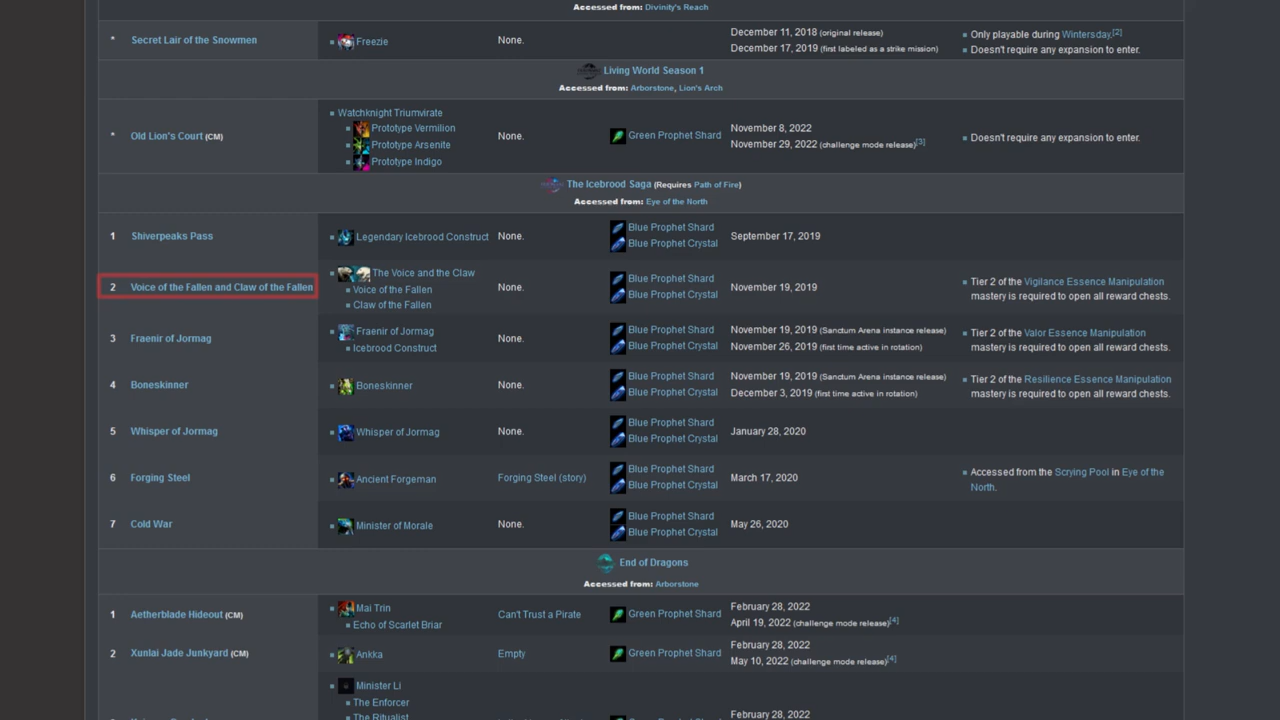 Accessed from: Divinity's Reach
* Secret Lair of the Snowmen
Freezie
None.
December 11, 2018 (original release)
December 17, 2019 (first labeled as a strike mission)
Only playable during Wintersday.[2]
Doesn't require any expansion to enter.
Living World Season 1
Accessed from: Arborstone, Lion's Arch
* Old Lion's Court (CM)
Watchknight Triumvirate
Prototype Vermilion
Prototype Arsenite
Prototype Indigo
None.
Green Prophet Shard
November 8, 2022
November 29, 2022 (challenge mode release)[3]
Doesn't require any expansion to enter.
The Icebrood Saga (Requires Path of Fire)
Accessed from: Eye of the North
1 Shiverpeaks Pass
Legendary Icebrood Construct
None.
Blue Prophet Shard
Blue Prophet Crystal
September 17, 2019
2 Voice of the Fallen and Claw of the Fallen
The Voice and the Claw
Voice of the Fallen
Claw of the Fallen
None.
Blue Prophet Shard
Blue Prophet Crystal
November 19, 2019
Tier 2 of the Vigilance Essence Manipulation
mastery is required to open all reward chests.
3 Fraenir of Jormag
Fraenir of Jormag
Icebrood Construct
None.
Blue Prophet Shard
Blue Prophet Crystal
November 19, 2019 (Sanctum Arena instance release)
November 26, 2019 (first time active in rotation)
Tier 2 of the Valor Essence Manipulation
mastery is required to open all reward chests.
4 Boneskinner
Boneskinner
None.
Blue Prophet Shard
Blue Prophet Crystal
November 19, 2019 (Sanctum Arena instance release)
December 3, 2019 (first time active in rotation)
Tier 2 of the Resilience Essence Manipulation
mastery is required to open all reward chests.
5 Whisper of Jormag
Whisper of Jormag
None.
Blue Prophet Shard
Blue Prophet Crystal
January 28, 2020
6 Forging Steel
Ancient Forgeman
Forging Steel (story)
Blue Prophet Shard
Blue Prophet Crystal
March 17, 2020
Accessed from the Scrying Pool in Eye of the
North.
7 Cold War
Minister of Morale
None.
Blue Prophet Shard
Blue Prophet Crystal
May 26, 2020
End of Dragons
Accessed from: Arborstone
1 Aetherblade Hideout (CM)
Mai Trin
Echo of Scarlet Briar
Can't Trust a Pirate
Green Prophet Shard
February 28, 2022
April 19, 2022 (challenge mode release)[4]
2 Xunlai Jade Junkyard (CM)
Ankka
Empty
Green Prophet Shard
February 28, 2022
May 10, 2022 (challenge mode release)[4]
Minister Li
The Enforcer
The Ritualist
February 28, 2022